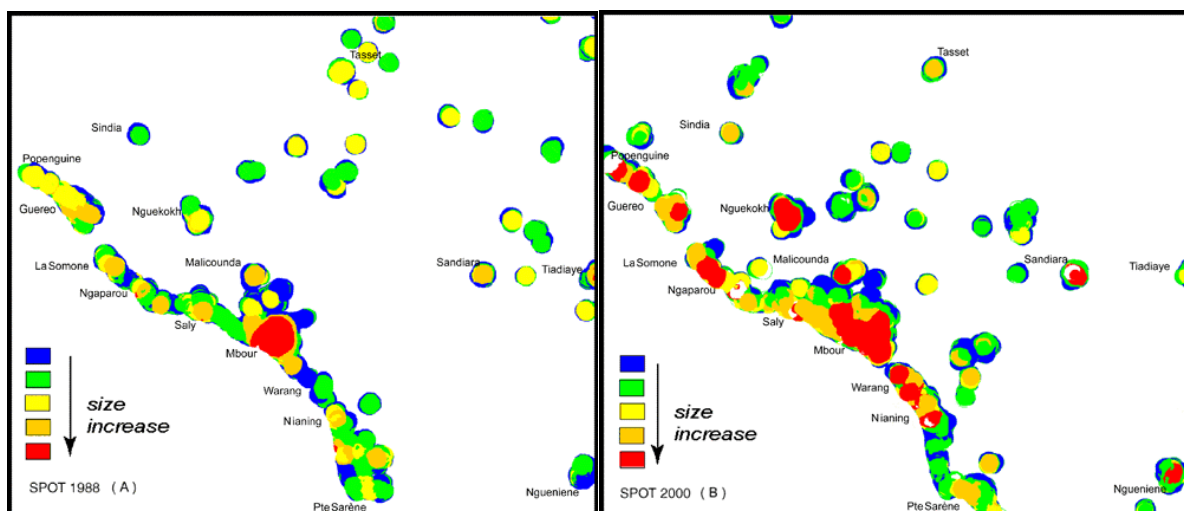 Tasset
Sindia
Popenguine
Guereo
Nguekokh
La Somone
Malicounda
Sandiara
Tiadiaye
Ngaparou
Saly
Mbour
Warang
Nianing
size
increase
SPOT 1988 ( A )
Ngueniene
Pte Sarène
Tasset
Sindia
Popenguine
Guereo
Nguekokh
La Somone
Malicounda
Sandiara
Tiadiaye
Ngaparou
Saly
Mbour
Warang
Nianing
size
increase
SPOT 2000 ( B )
Ngueniene
Pte Sarène